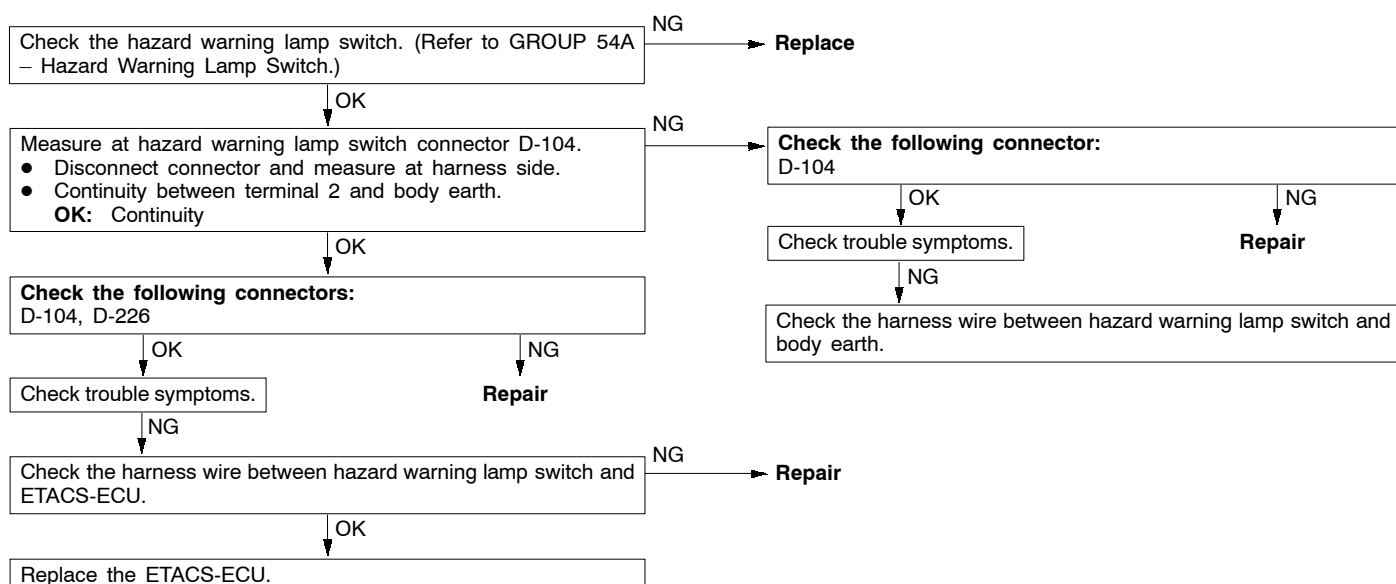 Check the hazard warning lamp switch. (Refer to GROUP 54A
– Hazard Warning Lamp Switch.)
NG
Replace
OK
Measure at hazard warning lamp switch connector D-104.
● Disconnect connector and measure at harness side.
● Continuity between terminal 2 and body earth.
OK: Continuity
NG
Check the following connector:
D-104
OK
NG
Check trouble symptoms.
Repair
NG
Check the harness wire between hazard warning lamp switch and
body earth.
OK
Check the following connectors:
D-104, D-226
OK
NG
Check trouble symptoms.
Repair
NG
Check the harness wire between hazard warning lamp switch and
ETACS-ECU.
NG
Repair
OK
Replace the ETACS-ECU.